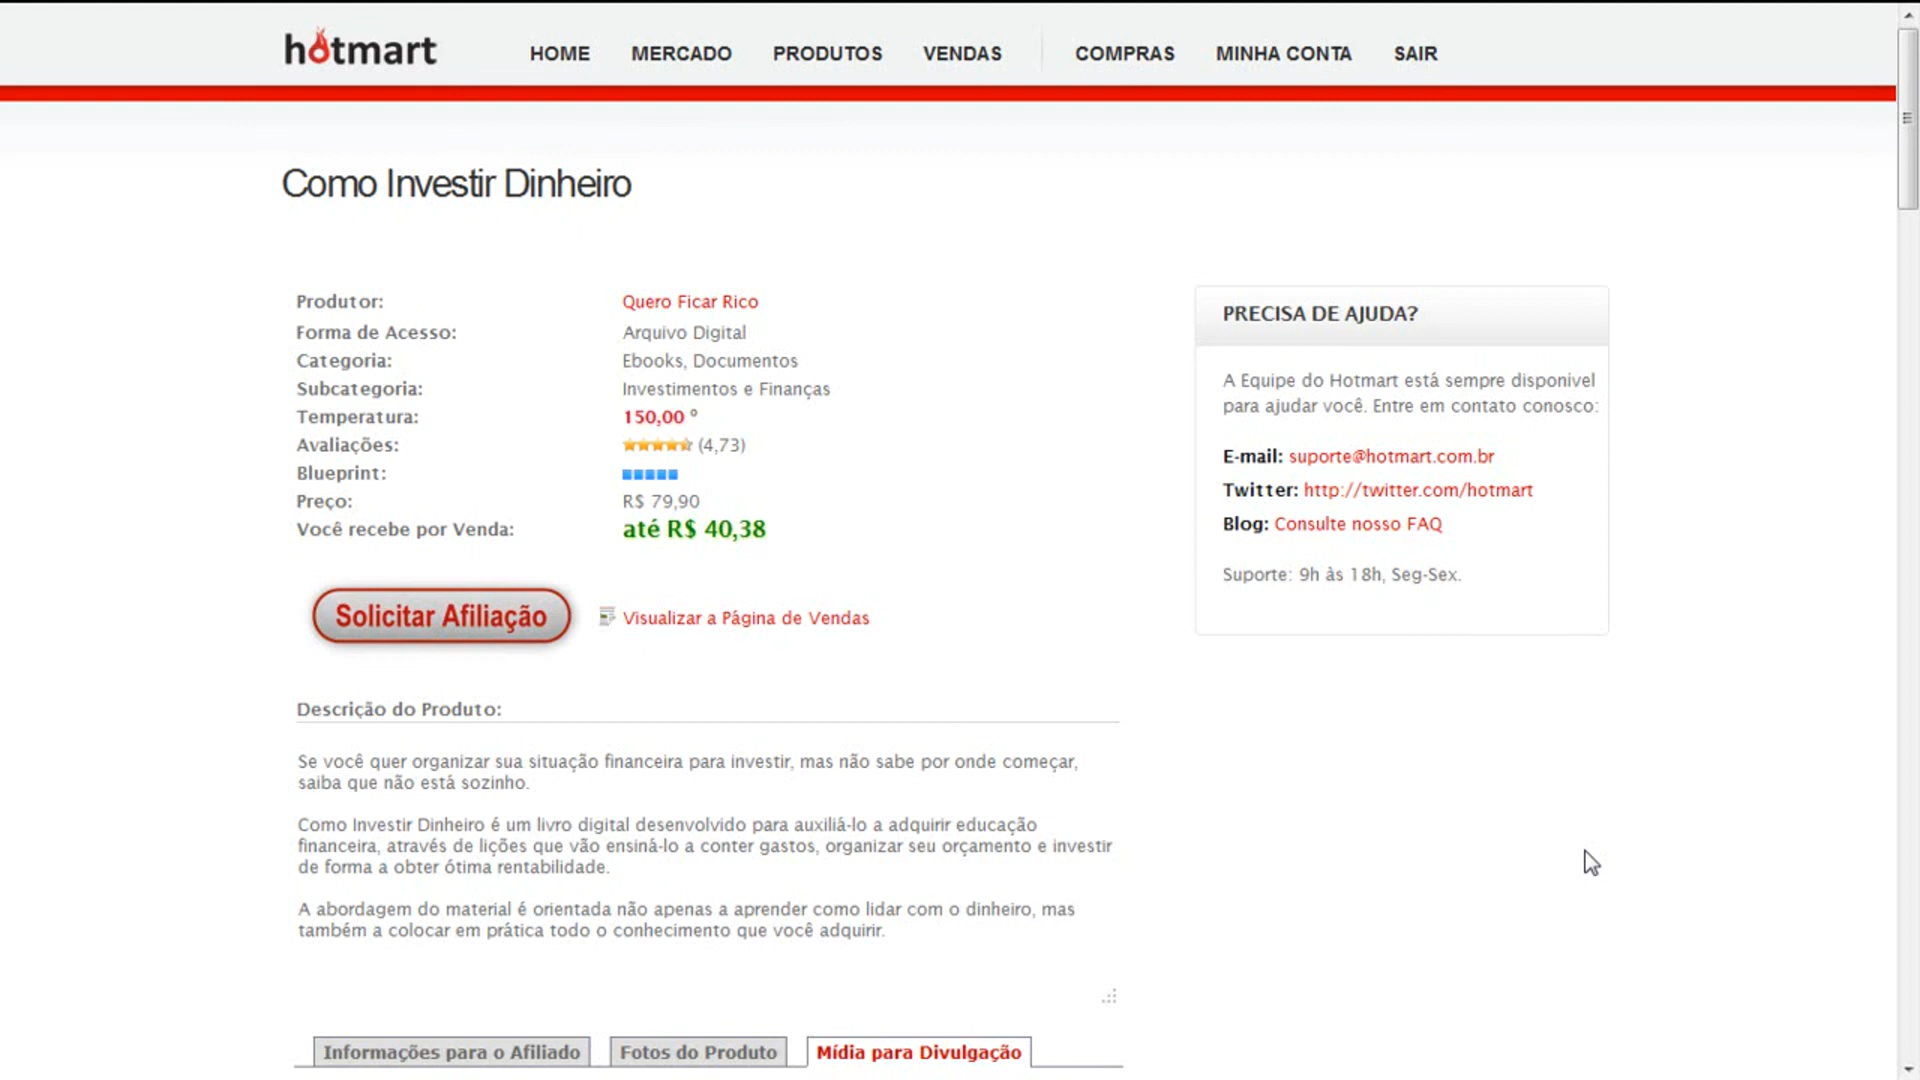 hotmart
HOME MERCADO PRODUTOS VENDAS COMPRAS MINHA CONTA SAIR
Como Investir Dinheiro
Produtor: Quero Ficar Rico
Forma de Acesso: Arquivo Digital
Categoria: Ebooks, Documentos
Subcategoria: Investimentos e Finanças
Temperatura: 150,00 º
Avaliações: (4,73)
Blueprint:
Preço: R$ 79,90
Você recebe por Venda: até R$ 40,38
Solicitar Afiliação
Visualizar a Página de Vendas
PRECISA DE AJUDA?
A Equipe do Hotmart está sempre disponivel
para ajudar você. Entre em contato conosco:
E-mail: suporte@hotmart.com.br
Twitter: http://twitter.com/hotmart
Blog: Consulte nosso FAQ
Suporte: 9h às 18h, Seg-Sex.
Descrição do Produto:
Se você quer organizar sua situação financeira para investir, mas não sabe por onde começar,
saiba que não está sozinho.
Como Investir Dinheiro é um livro digital desenvolvido para auxiliá-lo a adquirir educação
financeira, através de lições que vão ensiná-lo a conter gastos, organizar seu orçamento e investir
de forma a obter ótima rentabilidade.
A abordagem do material é orientada não apenas a aprender como lidar com o dinheiro, mas
também a colocar em prática todo o conhecimento que você adquirir.
Informações para o Afiliado Fotos do Produto Mídia para Divulgação